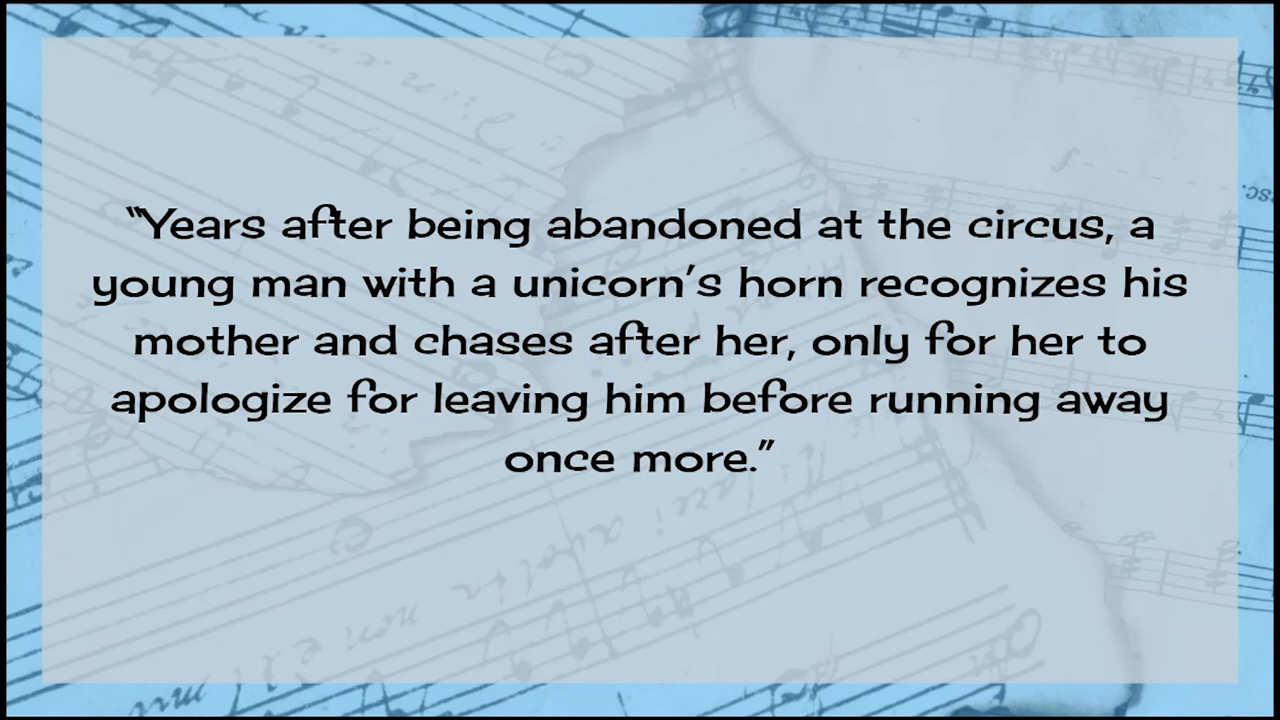 “Years after being abandoned at the circus, a
young man with a unicorn’s horn recognizes his
mother and chases after her, only for her to
apologize for leaving him before running away
once more.”